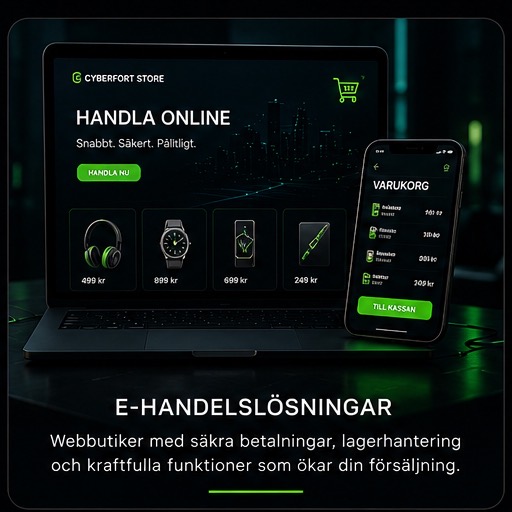 CYBERFORT STORE
HANDLA ONLINE
Snabbt. Säkert. Pålitligt.
HANDLA NU
499 kr
899 kr
699 kr
249 kr
VARUKORG
TILL KASSAN
E-HANDELSLÖSNINGAR
Webbutiker med säkra betalningar, lagerhantering
och kraftfulla funktioner som ökar din försäljning.